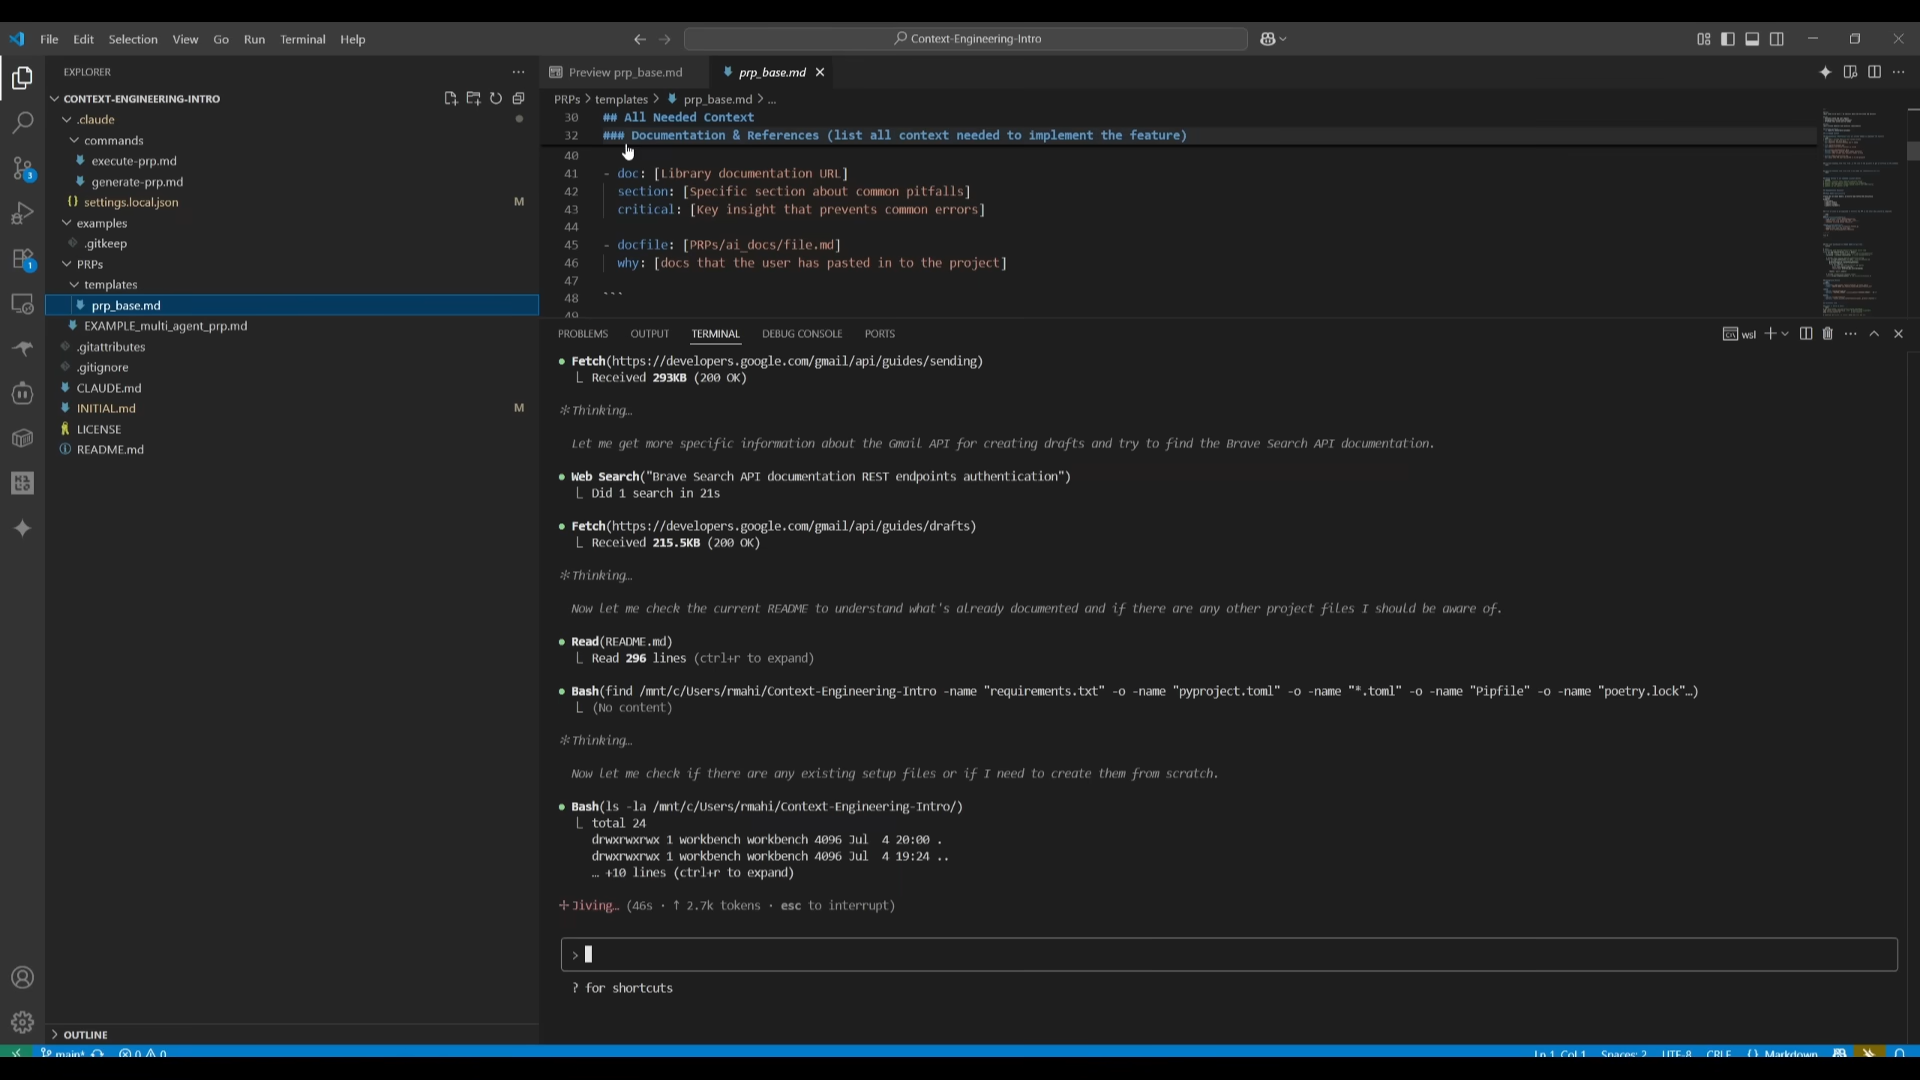 File Edit Selection View Go Run Terminal Help
Context-Engineering-Intro
EXPLORER
CONTEXT-ENGINEERING-INTRO
.claude
commands
execute-prp.md
generate-prp.md
settings.local.json M
examples
.gitkeep
PRPs
templates
prp_base.md
EXAMPLE_multi_agent_prp.md
.gitattributes
.gitignore
CLAUDE.md
INITIAL.md M
LICENSE
README.md
OUTLINE
3
1
Preview prp_base.md prp_base.md
PRPs > templates > prp_base.md > ...
30 ## All Needed Context
32 ### Documentation & References (list all context needed to implement the feature)
40
41 - doc: [Library documentation URL]
42 section: [Specific section about common pitfalls]
43 critical: [Key insight that prevents common errors]
44
45 - docfile: [PRPs/ai_docs/file.md]
46 why: [docs that the user has pasted in to the project]
47
48 ```
49
PROBLEMS OUTPUT TERMINAL DEBUG CONSOLE PORTS
wsl
● Fetch(https://developers.google.com/gmail/api/guides/sending)
⎿ Received 293KB (200 OK)
✻ Thinking…
Let me get more specific information about the Gmail API for creating drafts and try to find the Brave Search API documentation.
● Web Search("Brave Search API documentation REST endpoints authentication")
⎿ Did 1 search in 21s
● Fetch(https://developers.google.com/gmail/api/guides/drafts)
⎿ Received 215.5KB (200 OK)
✻ Thinking…
Now let me check the current README to understand what's already documented and if there are any other project files I should be aware of.
● Read(README.md)
⎿ Read 296 lines (ctrl+r to expand)
● Bash(find /mnt/c/Users/rmahi/Context-Engineering-Intro -name "requirements.txt" -o -name "pyproject.toml" -o -name "*.toml" -o -name "Pipfile" -o -name "poetry.lock"…)
⎿ (No content)
✻ Thinking…
Now let me check if there are any existing setup files or if I need to create them from scratch.
● Bash(ls -la /mnt/c/Users/rmahi/Context-Engineering-Intro/)
⎿ total 24
drwxrwxrwx 1 workbench workbench 4096 Jul  4 20:00 .
drwxrwxrwx 1 workbench workbench 4096 Jul  4 19:24 ..
… +10 lines (ctrl+r to expand)
✢ Jiving… (46s · ↑ 2.7k tokens · esc to interrupt)
>
? for shortcuts
main* 0 0 Ln 1, Col 1 Spaces: 2 UTF-8 CRLF {} Markdown